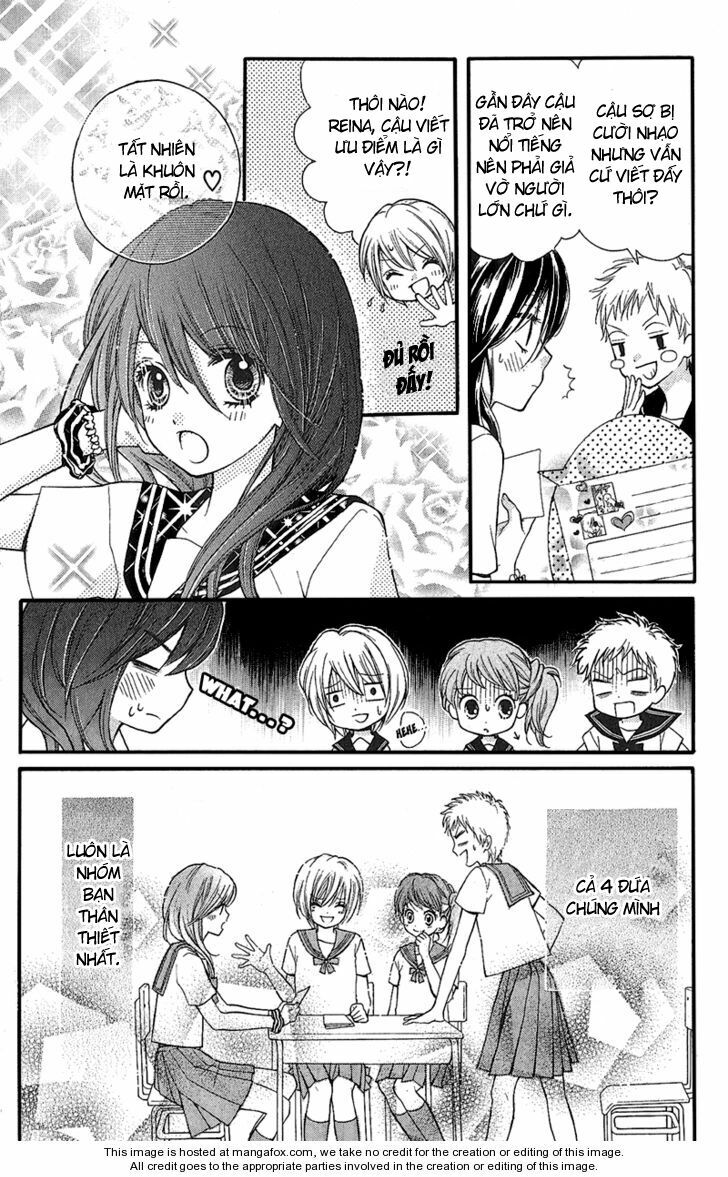 CẬU SỢ BỊ
CƯỜI NHẠO
NHƯNG VẪN
CỨ VIẾT ĐẤY
THÔI?
GẦN ĐÂY CẬU
ĐÃ TRỞ NÊN
NỔI TIẾNG
NÊN PHẢI GIẢ
VỜ NGƯỜI
LỚN CHỨ GÌ.
THÔI NÀO!
REINA, CẬU VIẾT
ƯU ĐIỂM LÀ GÌ
VẬY?!
ĐỦ RỒI
ĐẤY!
TẤT NHIÊN
LÀ KHUÔN
MẶT RỒI.
WHAT...?
HEHE...
CẢ 4 ĐỨA
CHÚNG MÌNH
LUÔN LÀ
NHÓM
BẠN
THÂN
THIẾT
NHẤT.
This image is hosted at mangafox.com, we take no credit for the creation or editing of this image.
All credit goes to the appropriate parties involved in the creation or editing of this image.